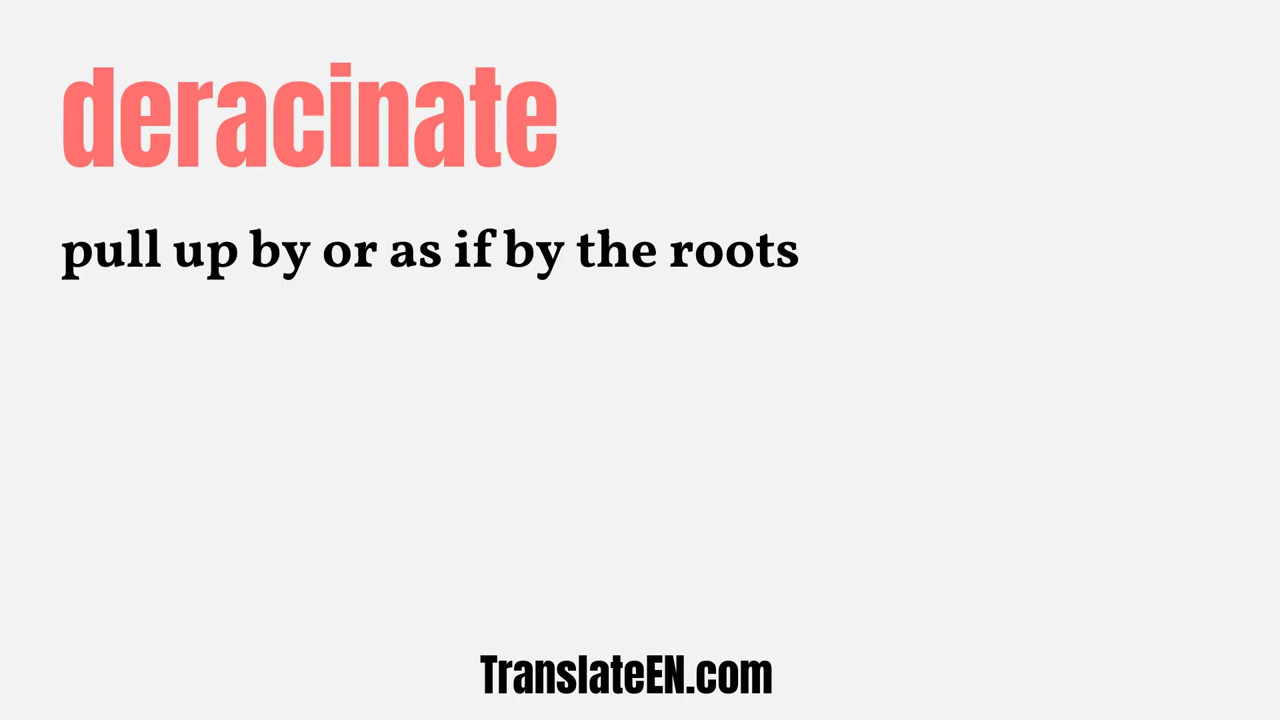 deracinate
pull up by or as if by the roots
TranslateEN.com